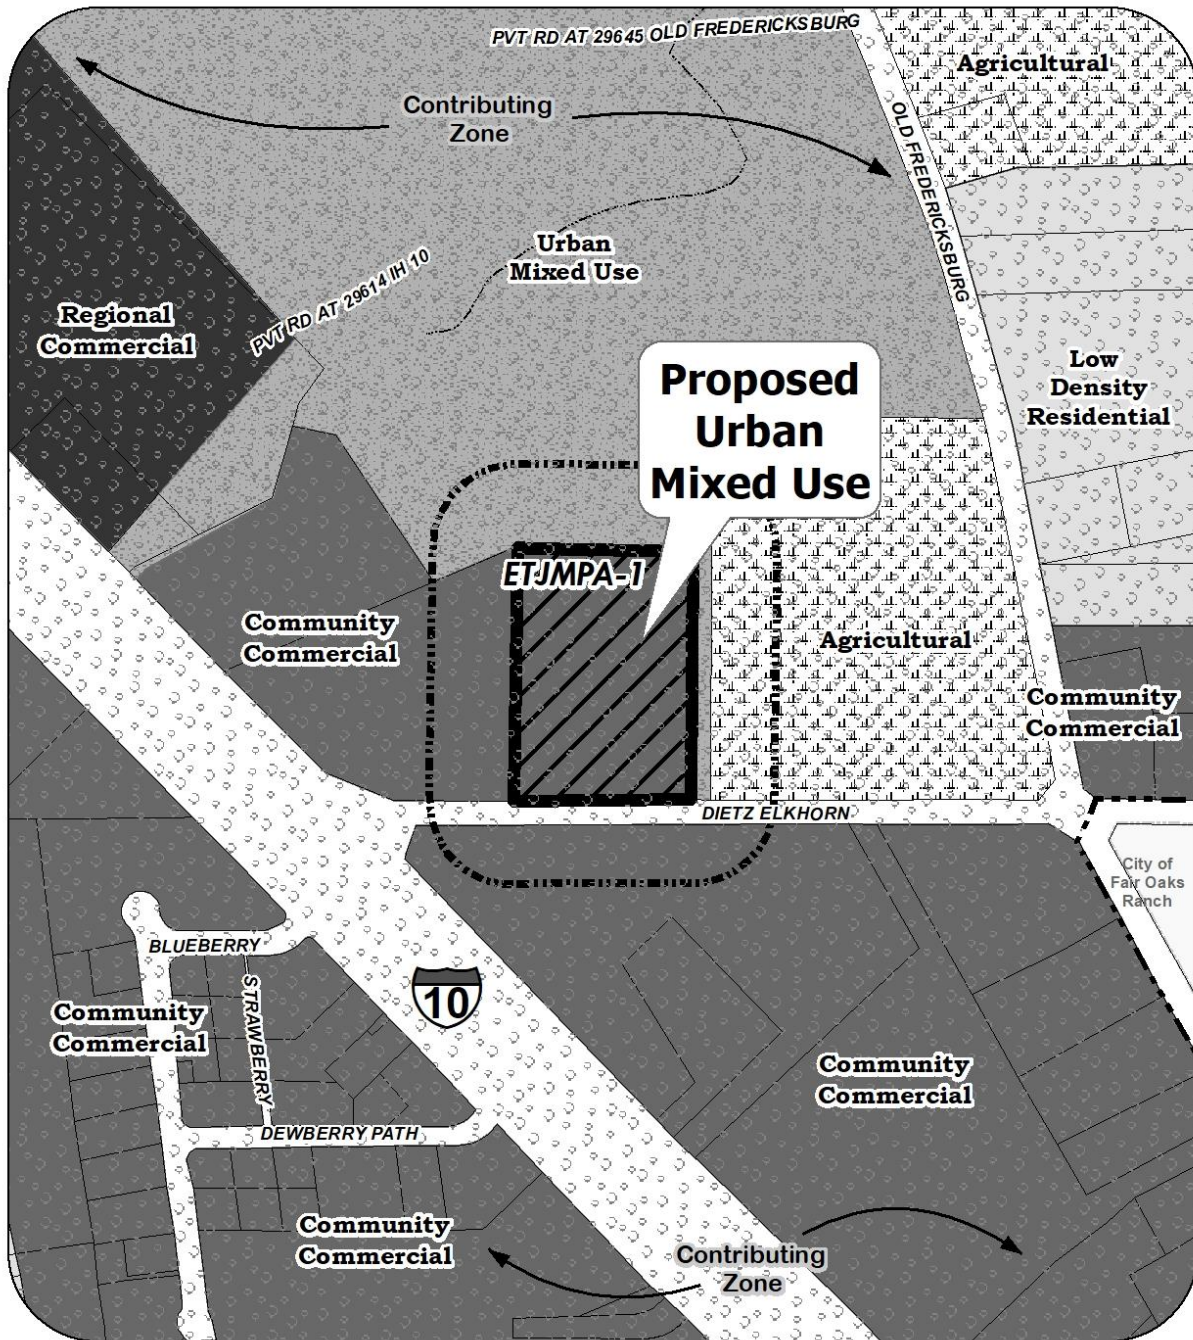 PVT RD AT 29645 OLD FREDERICKSBURG
Agricultural
Contributing
Zone
OLD FREDERICKSBURG
Urban
Mixed Use
PVT RD AT 29614 IH 10
Regional
Commercial
Proposed
Urban
Mixed Use
Low
Density
Residential
ETJMPA-1
Community
Commercial
Agricultural
Community
Commercial
DIETZ ELKHORN
City of
Fair Oaks
Ranch
BLUEBERRY
STRAWBERRY
10
Community
Commercial
Community
Commercial
DEWBERRY PATH
Community
Commercial
Contributing
Zone